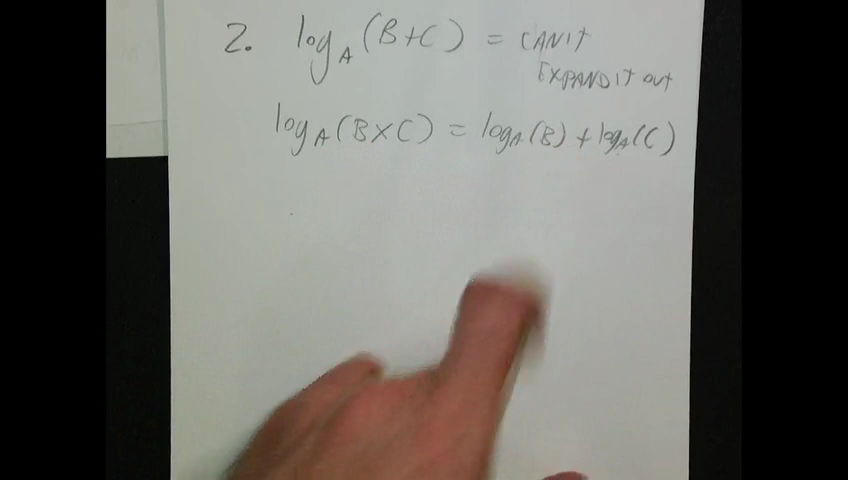 2. log_A (B+C) = CAN'T
EXPAND IT OUT
log_A (B×C) = log_A (B) + log_A (C)